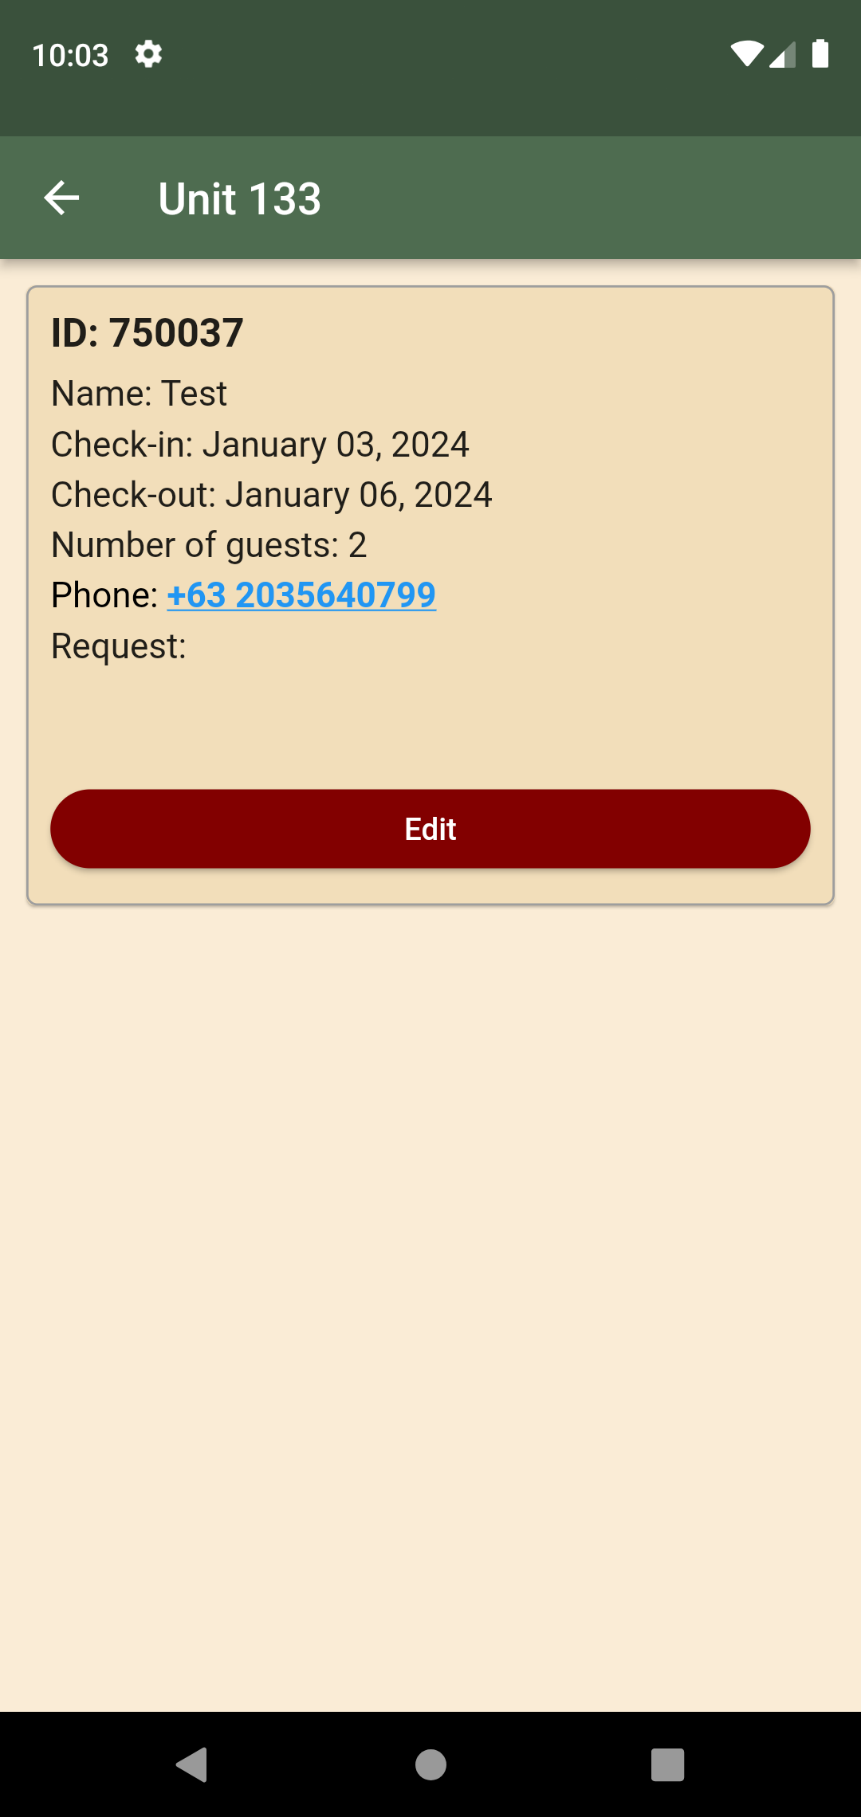 10:03
Unit 133
ID: 750037
Name: Test
Check-in: January 03, 2024
Check-out: January 06, 2024
Number of guests: 2
Phone: +63 2035640799
Request:
Edit